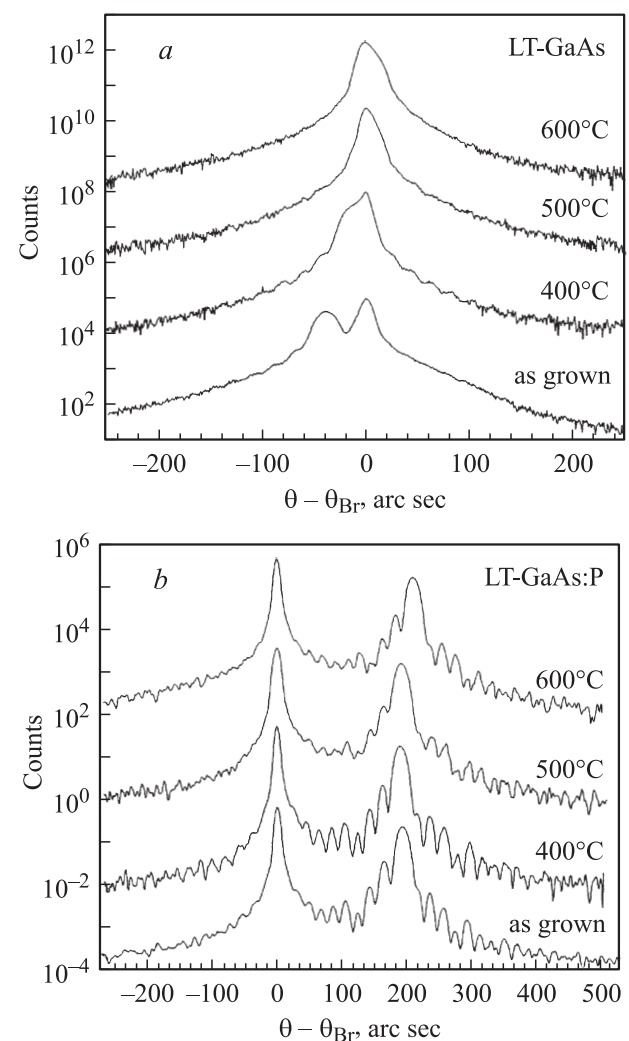 a
LT-GaAs
10^12
10^10
10^8
10^6
10^4
10^2
Counts
600°C
500°C
400°C
as grown
−200 −100 0 100 200
θ – θBr, arc sec
b
LT-GaAs:P
10^6
10^4
10^2
10^0
10^−2
10^−4
Counts
600°C
500°C
400°C
as grown
−200 −100 0 100 200 300 400 500
θ – θBr, arc sec